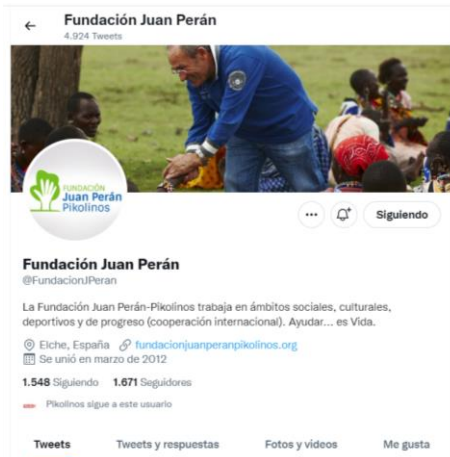 Fundación Juan Perán
4.924 Tweets
FUNDACIÓN
Juan Perán
Pikolinos
Siguiendo
Fundación Juan Perán
@FundacionJPeran
La Fundación Juan Perán-Pikolinos trabaja en ámbitos sociales, culturales,
deportivos y de progreso (cooperación internacional). Ayudar... es Vida.
Elche, España fundacionjuanperanpikolinos.org
Se unió en marzo de 2012
1.548 Siguiendo 1.671 Seguidores
Pikolinos sigue a este usuario
Tweets Tweets y respuestas Fotos y videos Me gusta